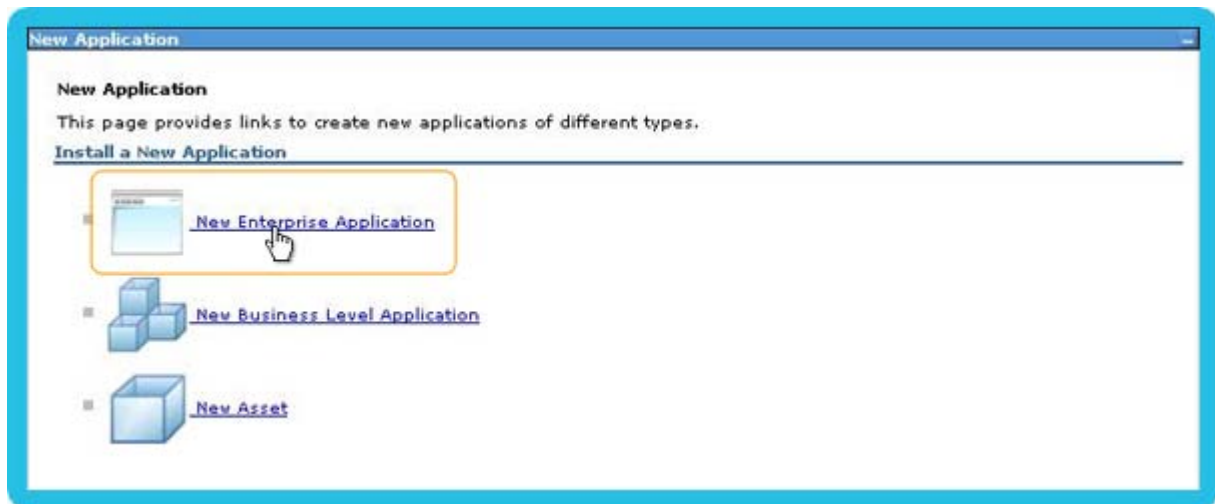 New Application
New Application
This page provides links to create new applications of different types.
Install a New Application
New Enterprise Application
New Business Level Application
New Asset